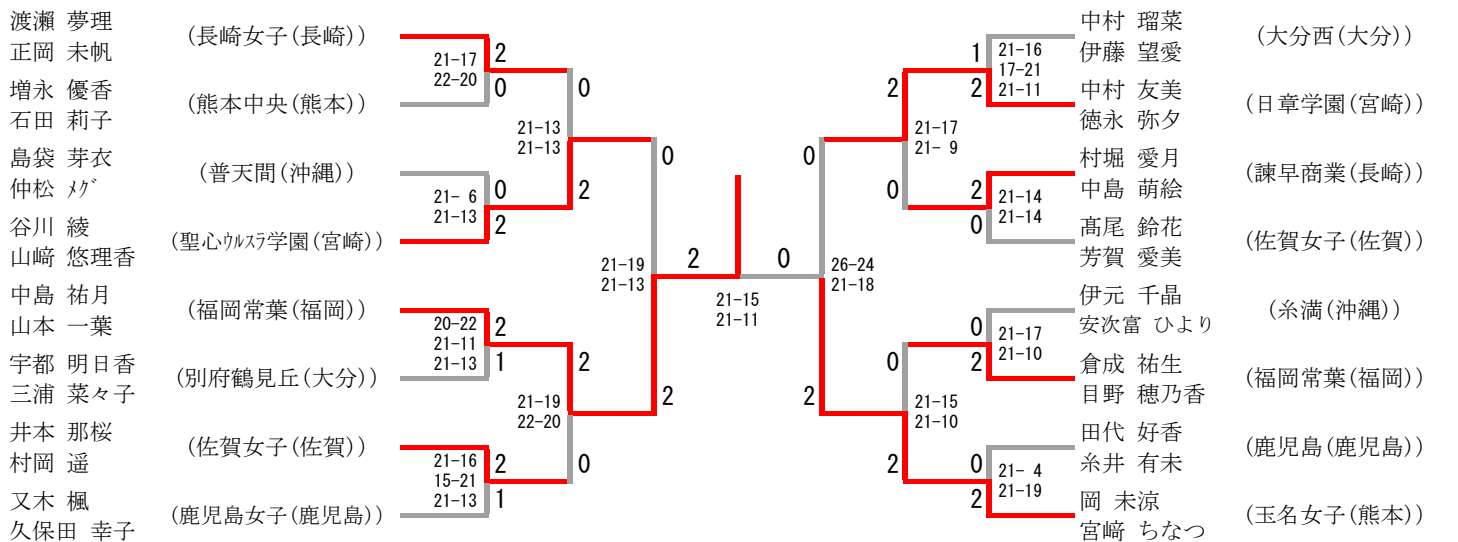 渡瀬 夢理
正岡 未帆
(長崎女子(長崎))
増永 優香
石田 莉子
(熊本中央(熊本))
島袋 芽衣
仲松 ﾒｸﾞ
(普天間(沖縄))
谷川 綾
山﨑 悠理香
(聖心ｳﾙｽﾗ学園(宮崎))
中島 祐月
山本 一葉
(福岡常葉(福岡))
宇都 明日香
三浦 菜々子
(別府鶴見丘(大分))
井本 那桜
村岡 遥
(佐賀女子(佐賀))
又木 楓
久保田 幸子
(鹿児島女子(鹿児島))
2
21-17
22-20
0
0
21-13
21-13
2
0
21- 6
21-13
2
0
21-19
21-13
2
2
20-22
21-11
21-13
1
2
21-19
22-20
0
2
21-16
15-21
21-13
1
2
0
21-15
21-11
0
26-24
21-18
2
2
21-17
21- 9
0
1
21-16
17-21
21-11
2
2
21-14
21-14
0
0
21-15
21-10
2
0
21-17
21-10
2
0
21- 4
21-19
2
中村 瑠菜
伊藤 望愛
(大分西(大分))
中村 友美
徳永 弥夕
(日章学園(宮崎))
村堀 愛月
中島 萌絵
(諫早商業(長崎))
髙尾 鈴花
芳賀 愛美
(佐賀女子(佐賀))
伊元 千晶
安次富 ひより
(糸満(沖縄))
倉成 祐生
目野 穂乃香
(福岡常葉(福岡))
田代 好香
糸井 有未
(鹿児島(鹿児島))
岡 未涼
宮﨑 ちなつ
(玉名女子(熊本))